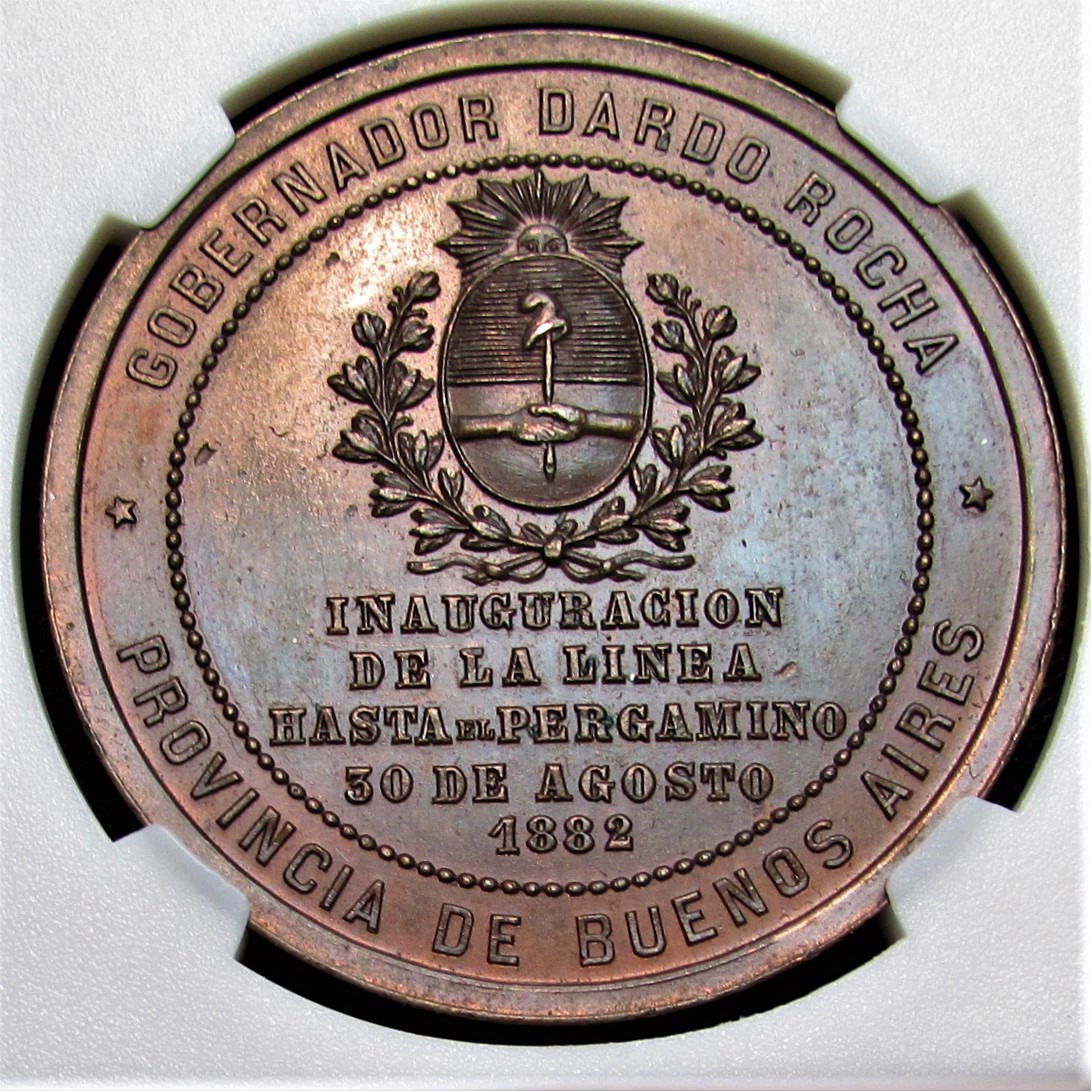 GOBERNADOR DARDO ROCHA
INAUGURACION
DE LA LINEA
HASTA EL PERGAMINO
30 DE AGOSTO
1882
PROVINCIA DE BUENOS AIRES